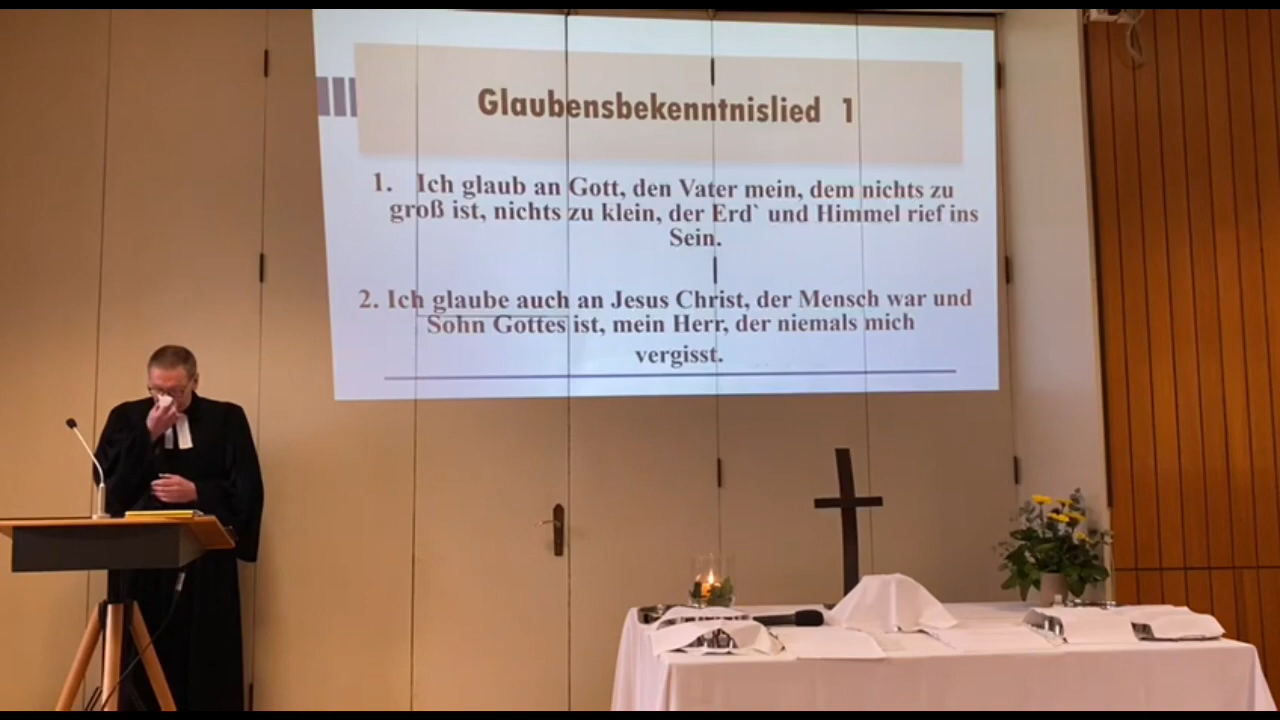 Glaubensbekenntnislied 1
1. Ich glaub an Gott, den Vater mein, dem nichts zu
groß ist, nichts zu klein, der Erd` und Himmel rief ins
Sein.
2. Ich glaube auch an Jesus Christ, der Mensch war und
Sohn Gottes ist, mein Herr, der niemals mich
vergisst.